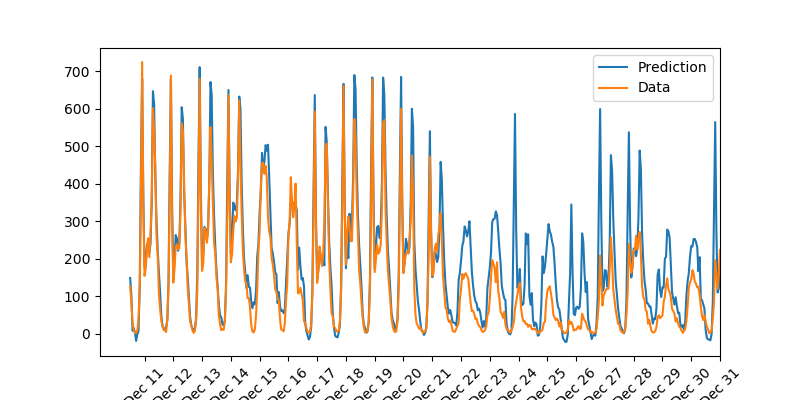 Prediction
Data
700
600
500
400
300
200
100
0
Dec 11
Dec 12
Dec 13
Dec 14
Dec 15
Dec 16
Dec 17
Dec 18
Dec 19
Dec 20
Dec 21
Dec 22
Dec 23
Dec 24
Dec 25
Dec 26
Dec 27
Dec 28
Dec 29
Dec 30
Dec 31